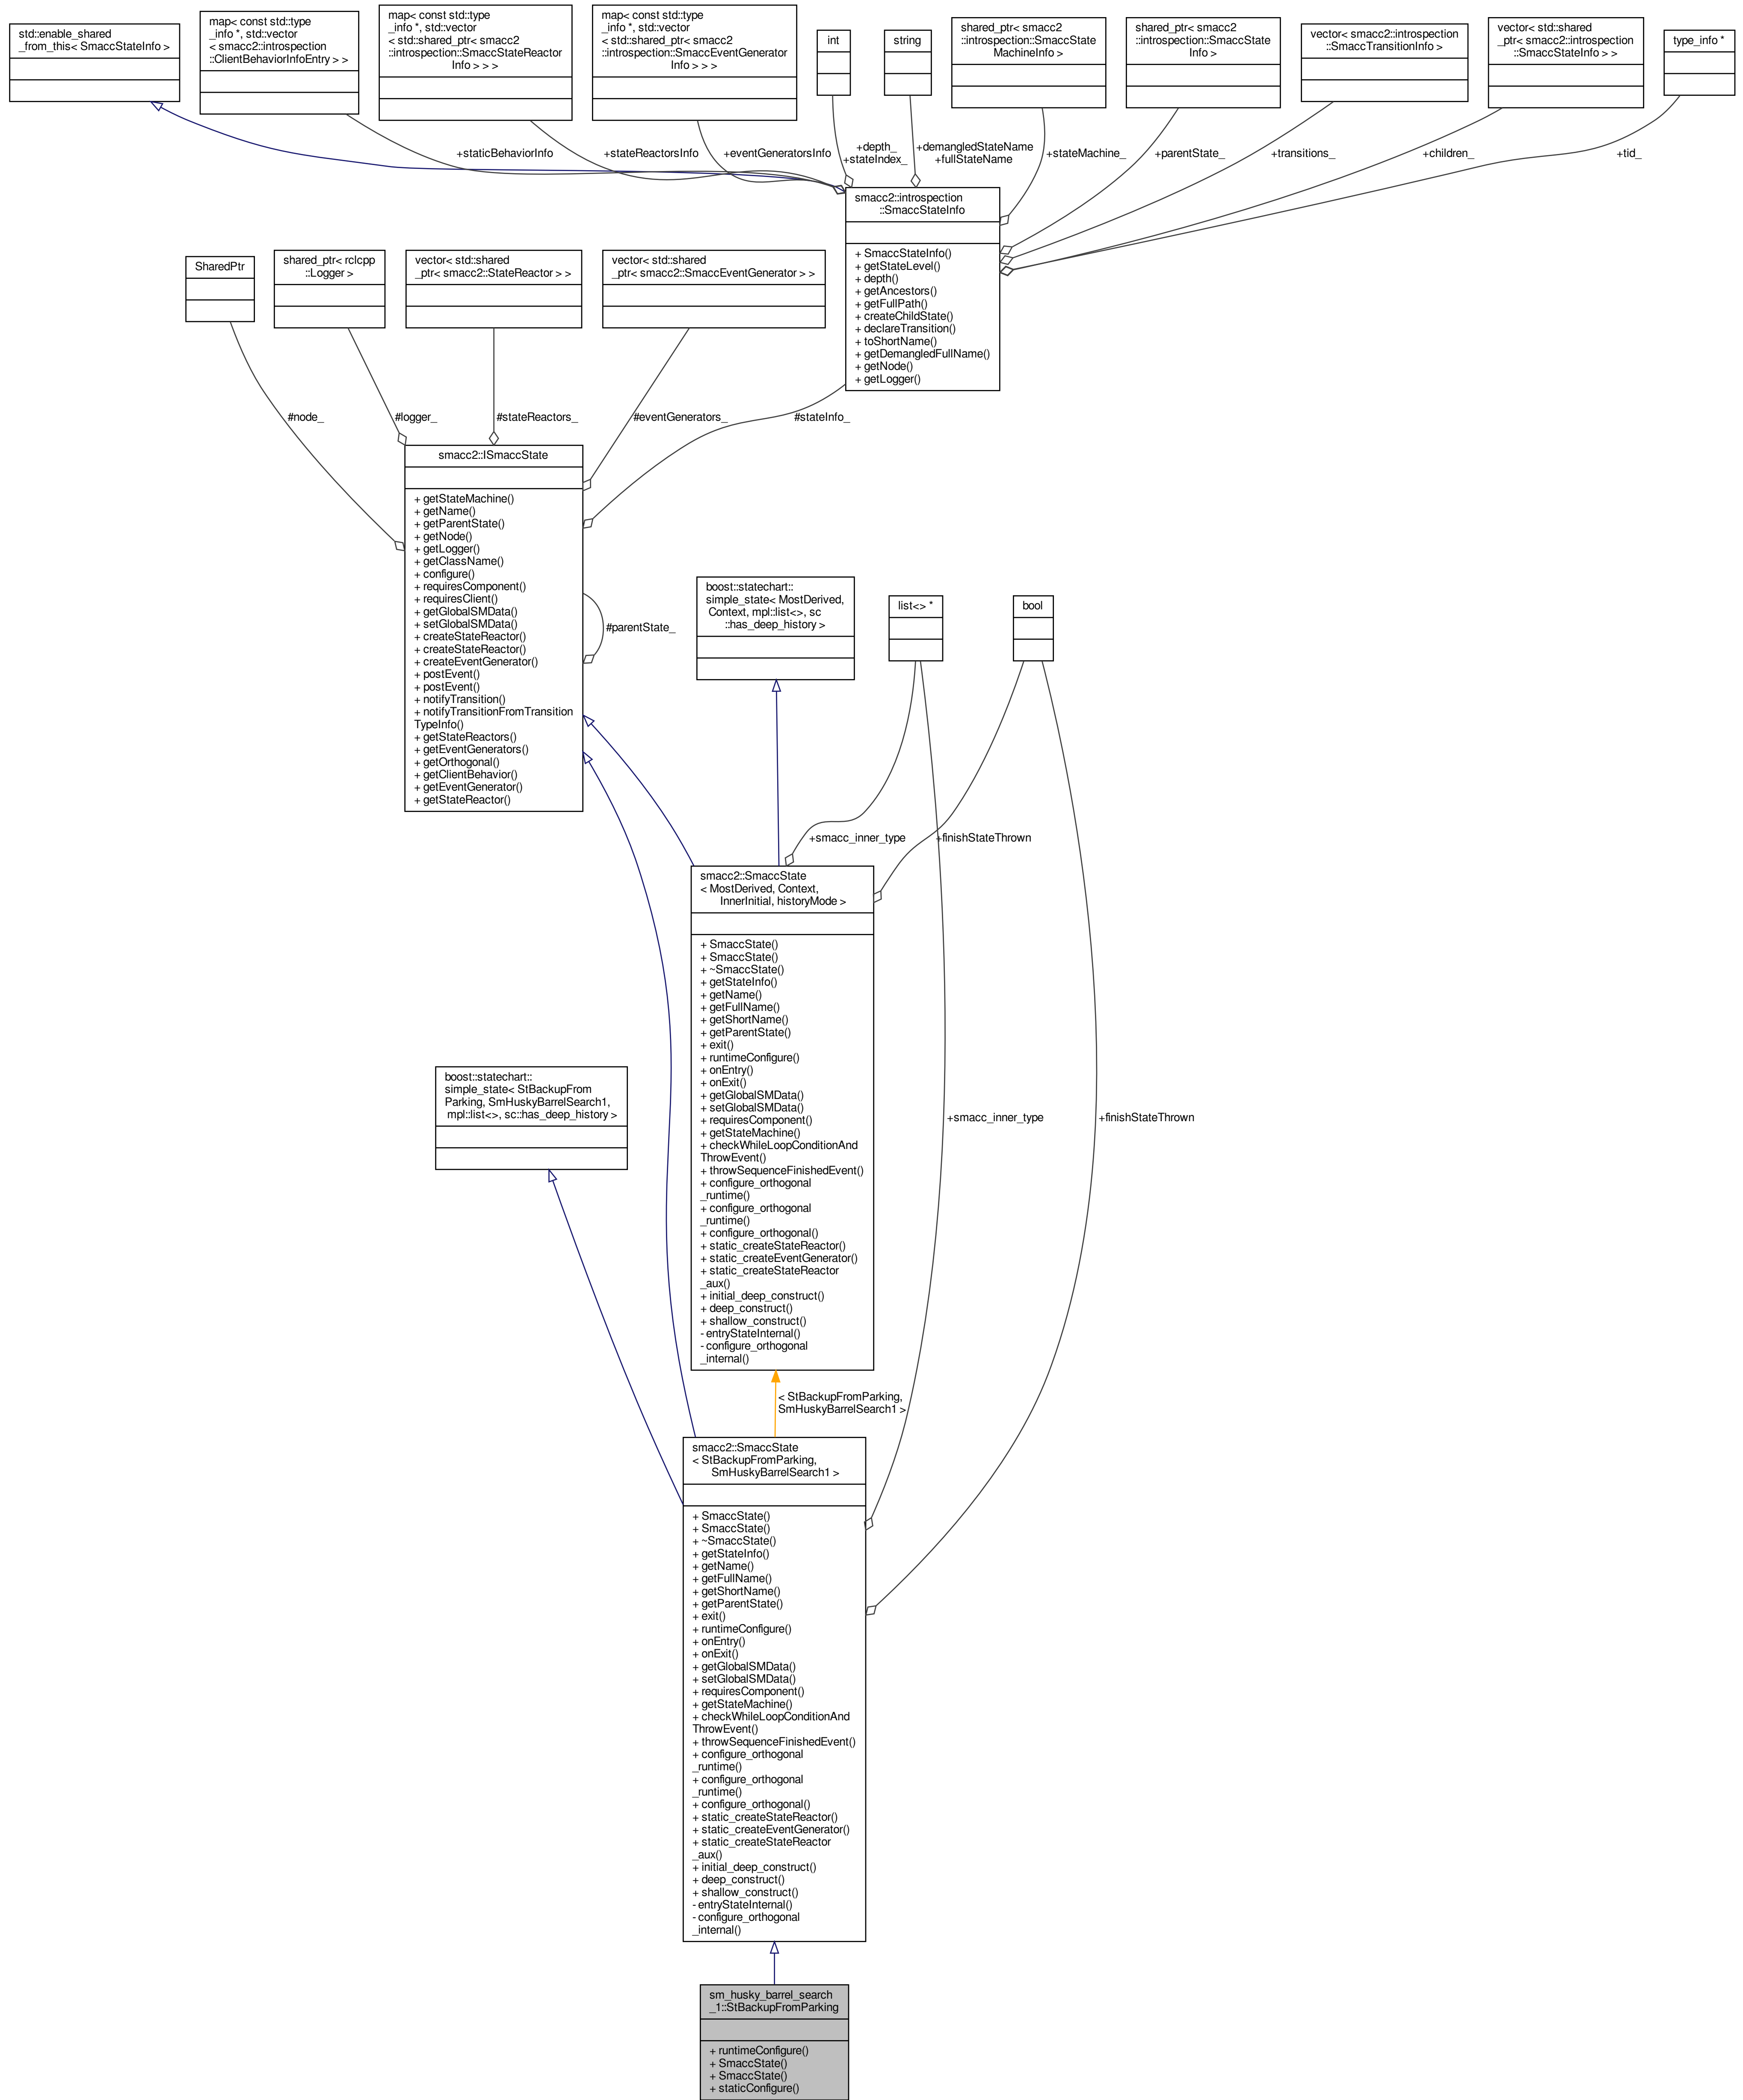 std::enable_shared
_from_this< SmaccStateInfo >
map< const std::type
_info *, std::vector
< smacc2::introspection
::ClientBehaviorInfoEntry > >
map< const std::type
_info *, std::vector
< std::shared_ptr< smacc2
::introspection::SmaccStateReactor
Info > > >
map< const std::type
_info *, std::vector
< std::shared_ptr< smacc2
::introspection::SmaccEventGenerator
Info > > >
int
string
shared_ptr< smacc2
::introspection::SmaccState
MachineInfo >
shared_ptr< smacc2
::introspection::SmaccState
Info >
vector< smacc2::introspection
::SmaccTransitionInfo >
vector< std::shared
_ptr< smacc2::introspection
::SmaccStateInfo > >
type_info *
+staticBehaviorInfo
+stateReactorsInfo
+eventGeneratorsInfo
+depth_
+stateIndex_
+demangledStateName
+fullStateName
+stateMachine_
+parentState_
+transitions_
+children_
+tid_
smacc2::introspection
::SmaccStateInfo
+ SmaccStateInfo()
+ getStateLevel()
+ depth()
+ getAncestors()
+ getFullPath()
+ createChildState()
+ declareTransition()
+ toShortName()
+ getDemangledFullName()
+ getNode()
+ getLogger()
SharedPtr
shared_ptr< rclcpp
::Logger >
vector< std::shared
_ptr< smacc2::StateReactor > >
vector< std::shared
_ptr< smacc2::SmaccEventGenerator > >
#node_
#logger_
#stateReactors_
#eventGenerators_
#stateInfo_
smacc2::ISmaccState
+ getStateMachine()
+ getName()
+ getParentState()
+ getNode()
+ getLogger()
+ getClassName()
+ configure()
+ requiresComponent()
+ requiresClient()
+ getGlobalSMData()
+ setGlobalSMData()
+ createStateReactor()
+ createStateReactor()
+ createEventGenerator()
+ postEvent()
+ postEvent()
+ notifyTransition()
+ notifyTransitionFromTransition
TypeInfo()
+ getStateReactors()
+ getEventGenerators()
+ getOrthogonal()
+ getClientBehavior()
+ getEventGenerator()
+ getStateReactor()
#parentState_
boost::statechart::
simple_state< MostDerived,
Context, mpl::list<>, sc
::has_deep_history >
list<> *
bool
+smacc_inner_type
+finishStateThrown
smacc2::SmaccState
< MostDerived, Context,
InnerInitial, historyMode >
+ SmaccState()
+ SmaccState()
+ ~SmaccState()
+ getStateInfo()
+ getName()
+ getFullName()
+ getShortName()
+ getParentState()
+ exit()
+ runtimeConfigure()
+ onEntry()
+ onExit()
+ getGlobalSMData()
+ setGlobalSMData()
+ requiresComponent()
+ getStateMachine()
+ checkWhileLoopConditionAnd
ThrowEvent()
+ throwSequenceFinishedEvent()
+ configure_orthogonal
_runtime()
+ configure_orthogonal
_runtime()
+ configure_orthogonal()
+ static_createStateReactor()
+ static_createEventGenerator()
+ static_createStateReactor
_aux()
+ initial_deep_construct()
+ deep_construct()
+ shallow_construct()
- entryStateInternal()
- configure_orthogonal
_internal()
boost::statechart::
simple_state< StBackupFrom
Parking, SmHuskyBarrelSearch1,
mpl::list<>, sc::has_deep_history >
+smacc_inner_type
+finishStateThrown
< StBackupFromParking,
SmHuskyBarrelSearch1 >
smacc2::SmaccState
< StBackupFromParking,
SmHuskyBarrelSearch1 >
+ SmaccState()
+ SmaccState()
+ ~SmaccState()
+ getStateInfo()
+ getName()
+ getFullName()
+ getShortName()
+ getParentState()
+ exit()
+ runtimeConfigure()
+ onEntry()
+ onExit()
+ getGlobalSMData()
+ setGlobalSMData()
+ requiresComponent()
+ getStateMachine()
+ checkWhileLoopConditionAnd
ThrowEvent()
+ throwSequenceFinishedEvent()
+ configure_orthogonal
_runtime()
+ configure_orthogonal
_runtime()
+ configure_orthogonal()
+ static_createStateReactor()
+ static_createEventGenerator()
+ static_createStateReactor
_aux()
+ initial_deep_construct()
+ deep_construct()
+ shallow_construct()
- entryStateInternal()
- configure_orthogonal
_internal()
sm_husky_barrel_search
_1::StBackupFromParking
+ runtimeConfigure()
+ SmaccState()
+ SmaccState()
+ staticConfigure()